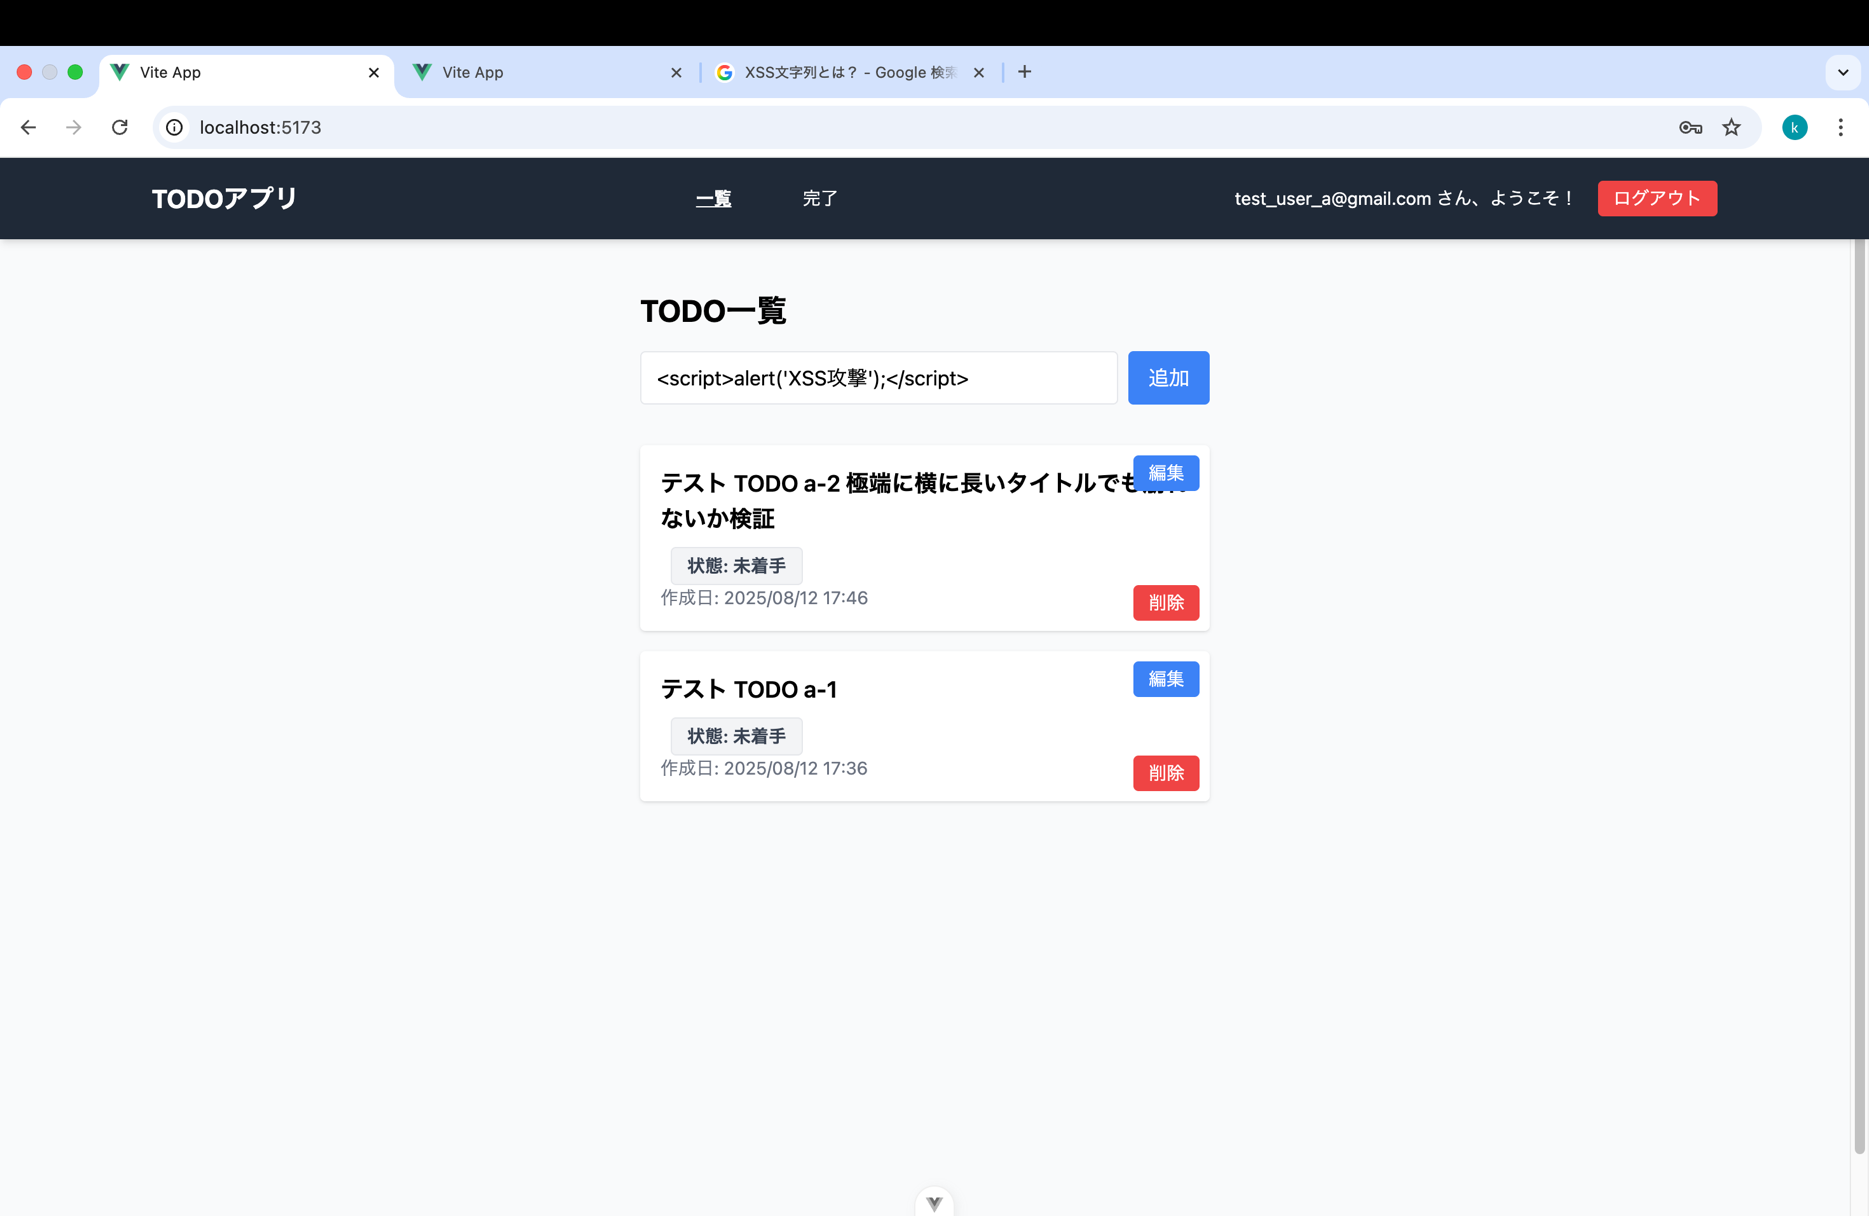 Vite App
Vite App
XSS文字列とは？ - Google 検索
localhost:5173
k
TODOアプリ
一覧
完了
test_user_a@gmail.com さん、ようこそ！
ログアウト
TODO一覧
<script>alert('XSS攻撃');</script>
追加
テスト TODO a-2 極端に横に長いタイトルでも
編集
ないか検証
状態: 未着手
作成日: 2025/08/12 17:46
削除
テスト TODO a-1
編集
状態: 未着手
作成日: 2025/08/12 17:36
削除